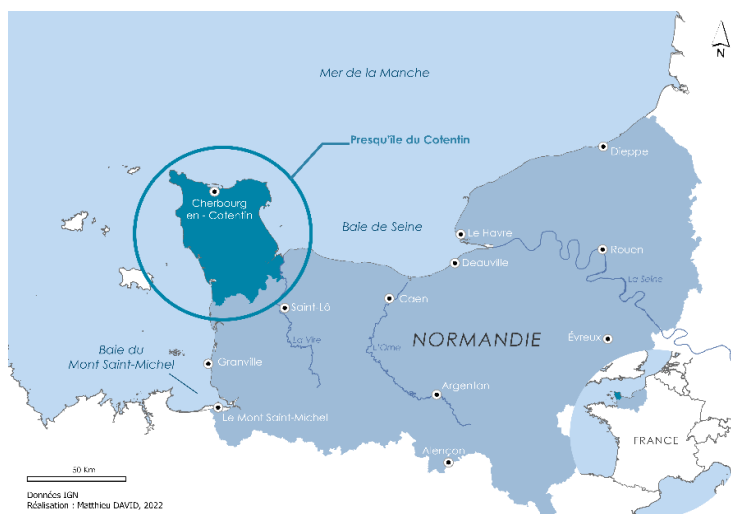 N
Mer de la Manche
Presqu'île du Cotentin
Dieppe
Cherbourg
en - Cotentin
Baie de Seine
Le Havre
Rouen
Deauville
La Seine
Caen
Saint-Lô
La Vire
L'Orne
NORMANDIE
Évreux
Baie du
Mont Saint-Michel
Granville
Argentan
Le Mont Saint-Michel
FRANCE
Alençon
50 Km
Données IGN
Réalisation : Matthieu DAVID, 2022